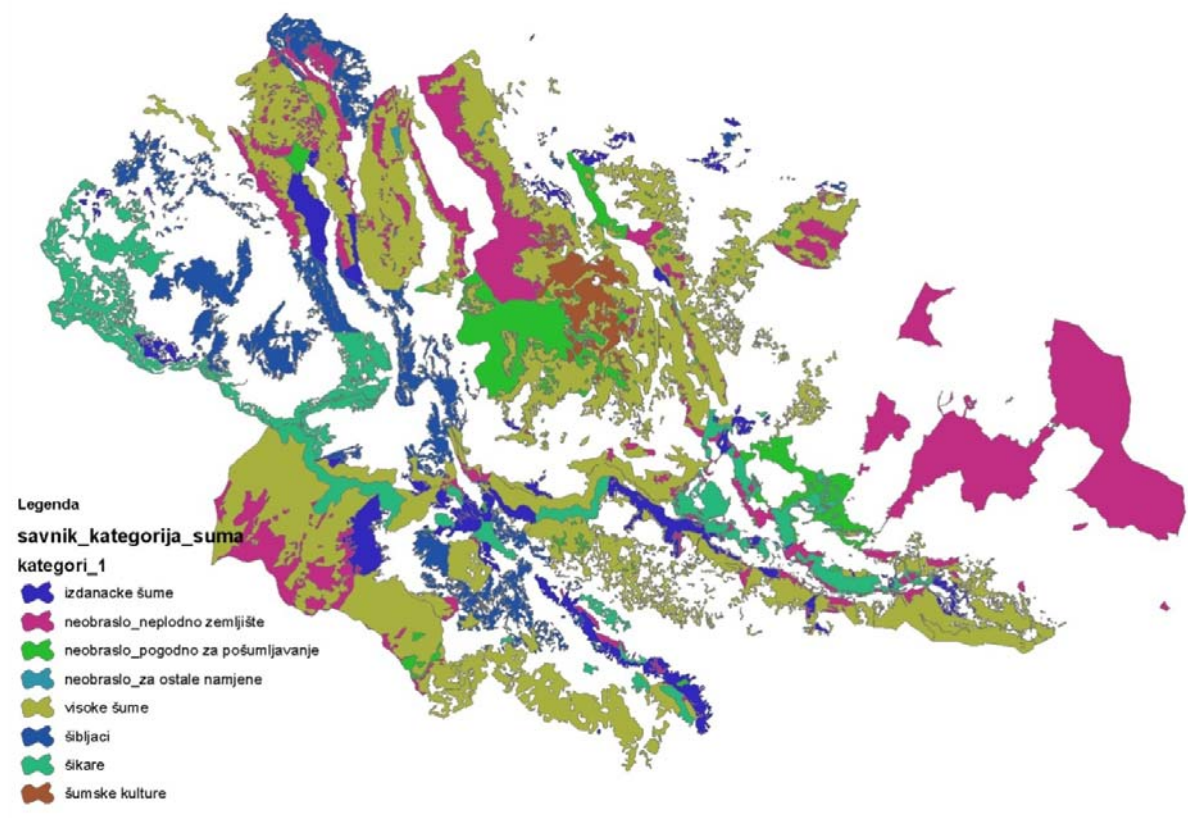 Legenda
savnik_kategorija_suma
kategori_1
izdanacke šume
neobraslo_neplodno zemljište
neobraslo_pogodno za pošumljavanje
neobraslo_za ostale namjene
visoke šume
šibljaci
šikare
šumske kulture